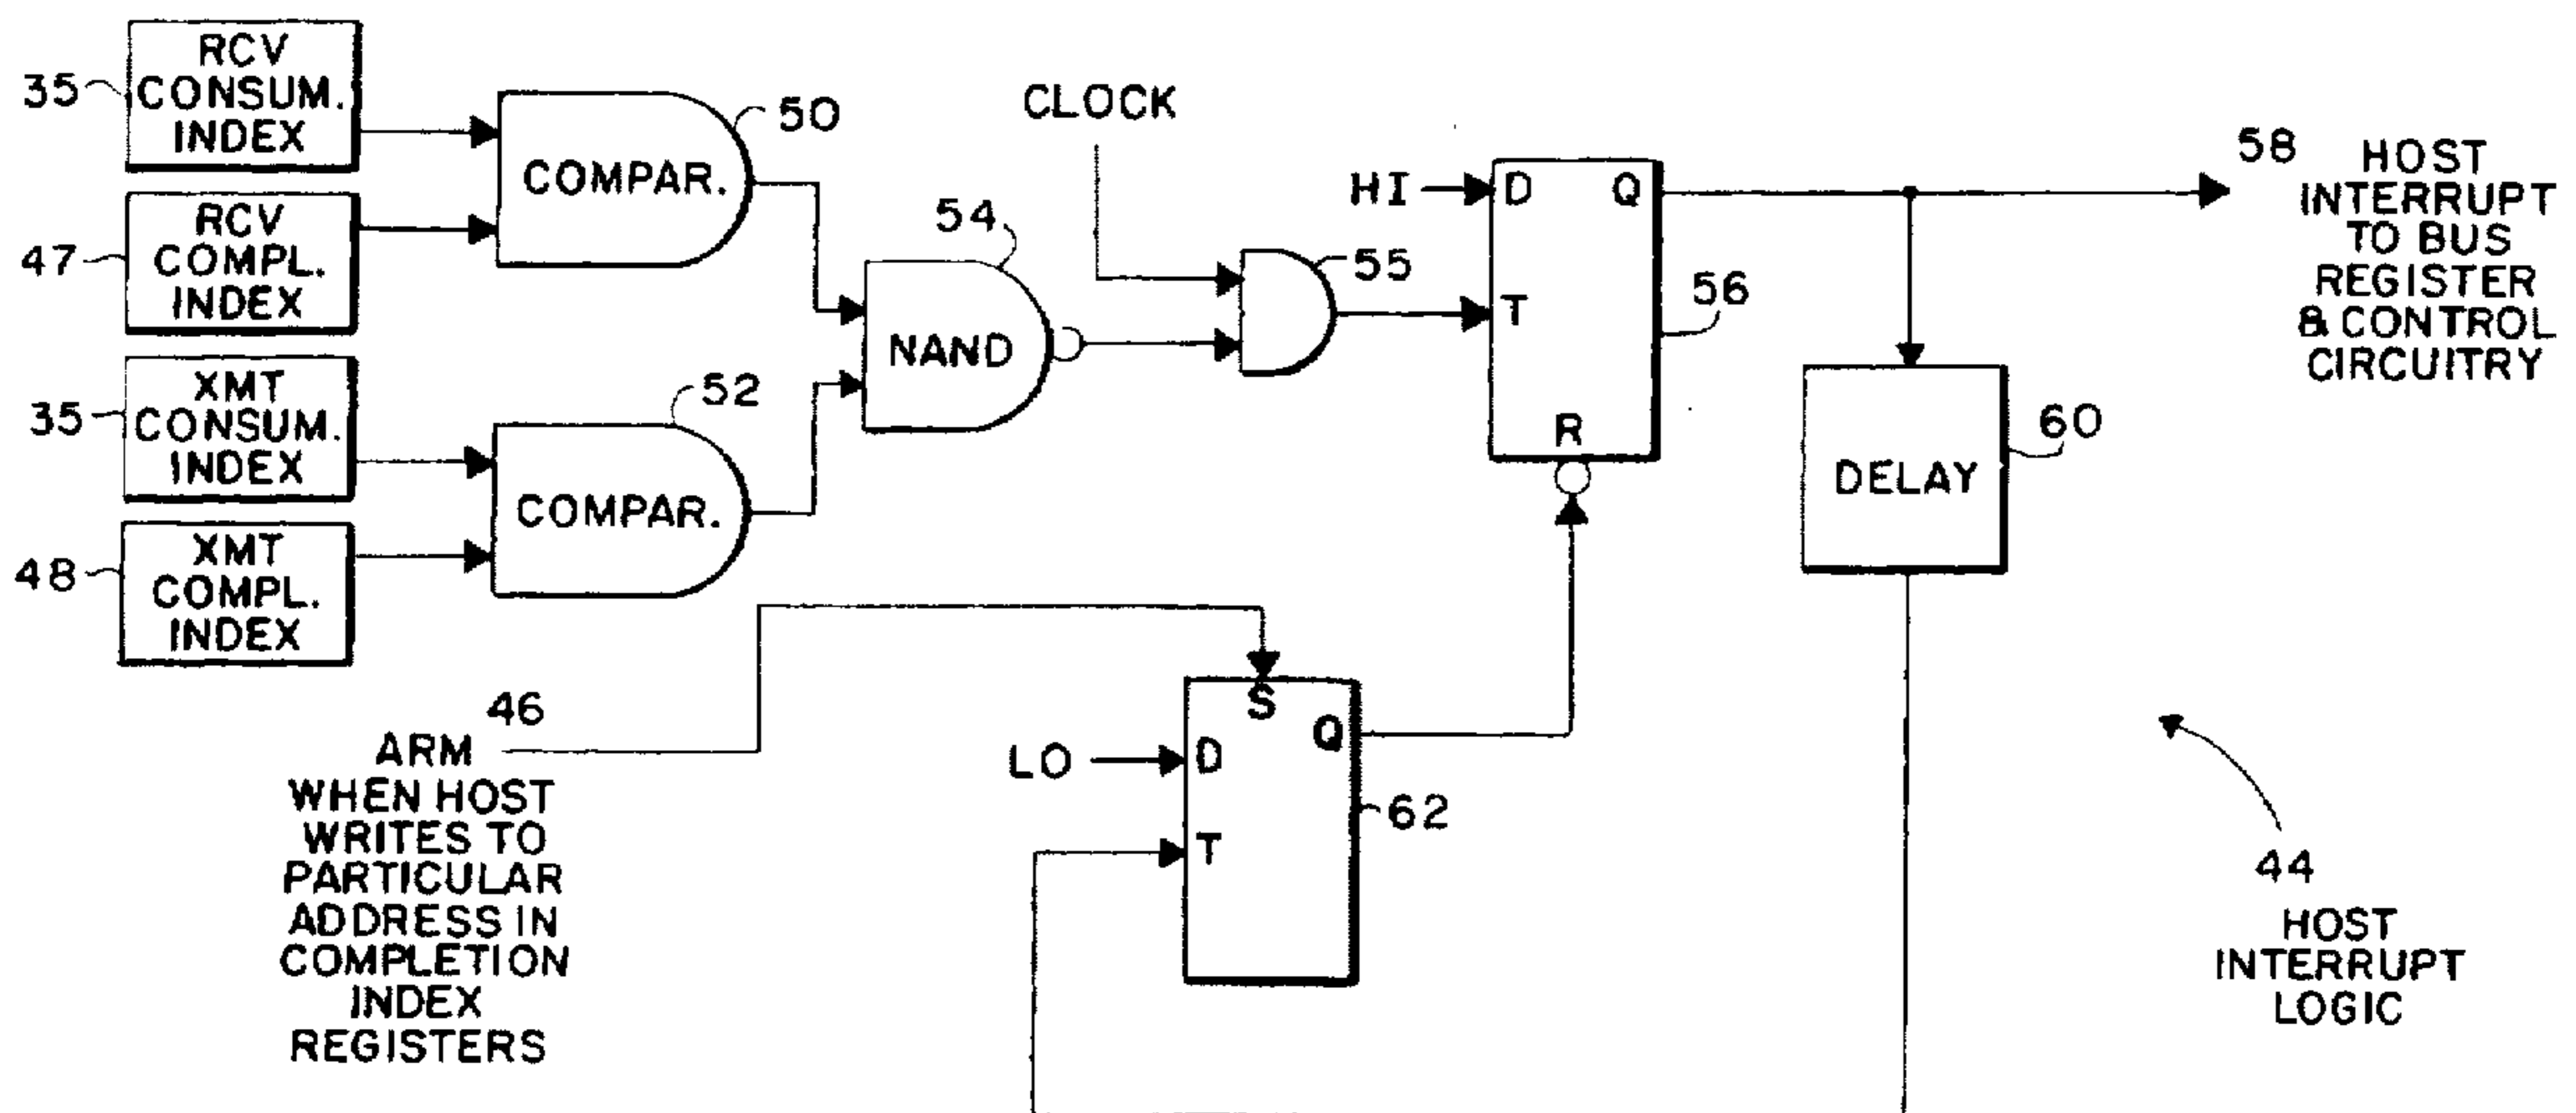 35
RCV
CONSUM.
INDEX
47
RCV
COMPL.
INDEX
35
XMT
CONSUM.
INDEX
48
XMT
COMPL.
INDEX
COMPAR.
50
COMPAR.
52
NAND
54
CLOCK
55
HI
D
Q
T
R
56
58
HOST
INTERRUPT
TO BUS
REGISTER
& CONTROL
CIRCUITRY
DELAY
60
46
ARM
WHEN HOST
WRITES TO
PARTICULAR
ADDRESS IN
COMPLETION
INDEX
REGISTERS
LO
S
D
Q
T
62
44
HOST
INTERRUPT
LOGIC